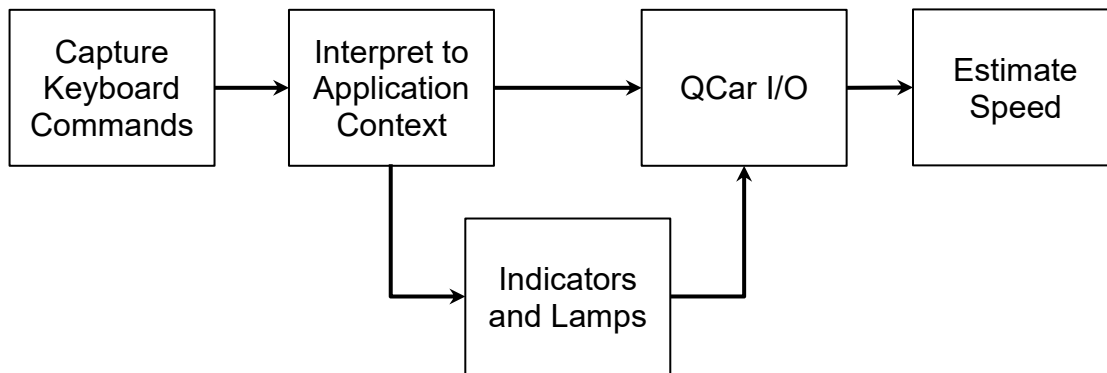 Capture
Keyboard
Commands
Interpret to
Application
Context
QCar I/O
Estimate
Speed
Indicators
and Lamps